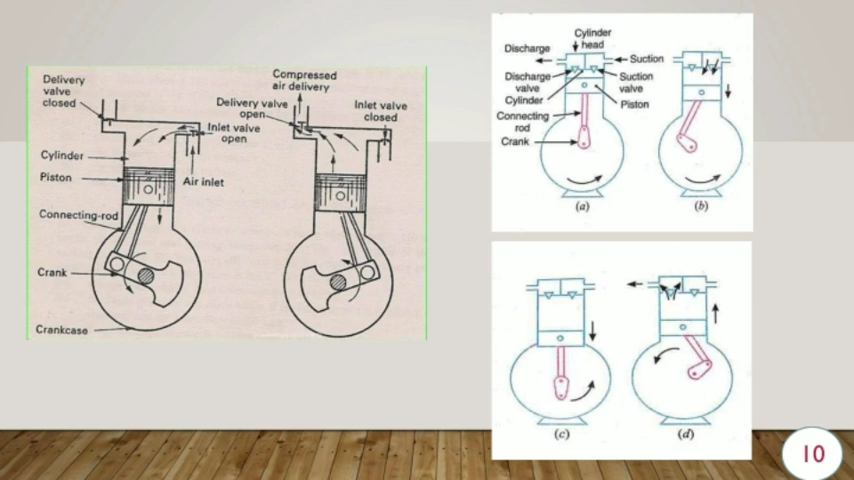 Delivery
valve
closed
Cylinder
Piston
Connecting-rod
Crank
Crankcase
Inlet valve
open
Air inlet
Compressed
air delivery
Delivery valve
open
Inlet valve
closed
Cylinder
head
Discharge
Suction
Discharge
valve
Suction
valve
Cylinder
Piston
Connecting
rod
Crank
(a)
(b)
(c)
(d)
10